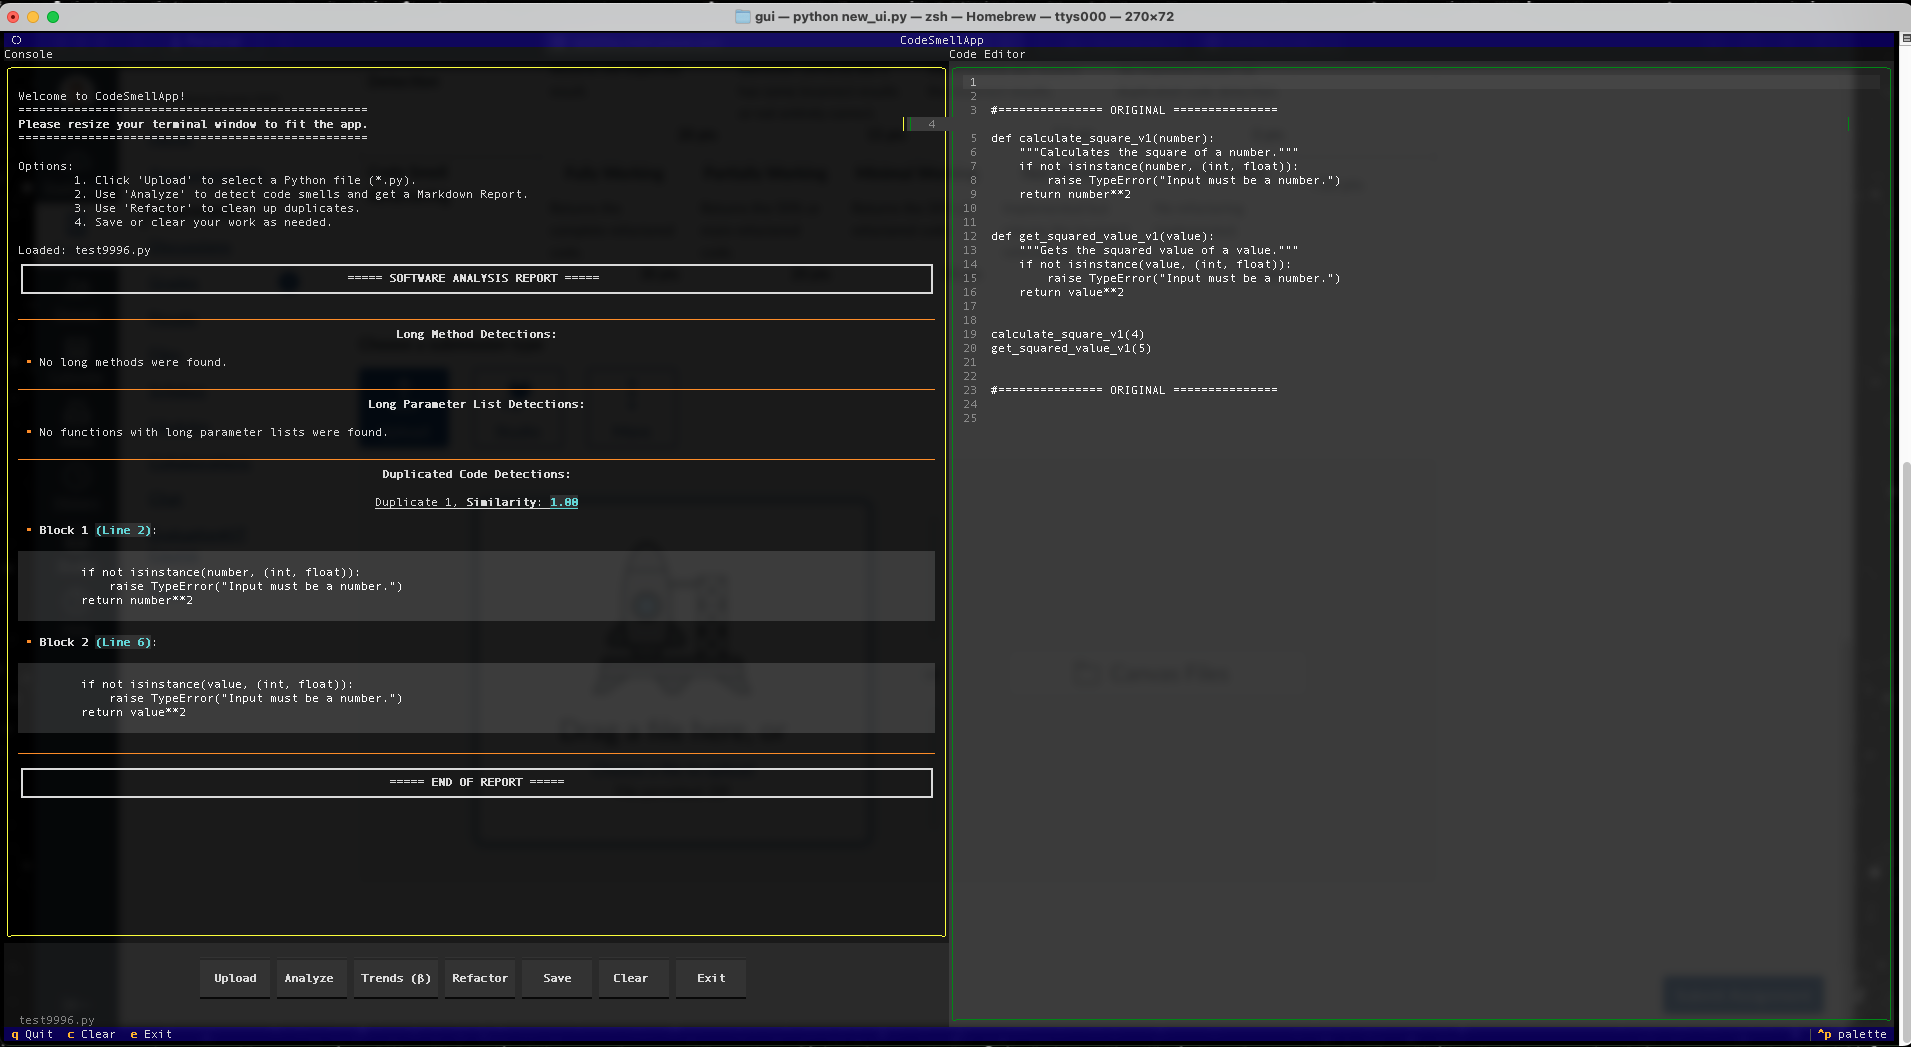 gui — python new_ui.py — zsh — Homebrew — ttys000 — 270×72
CodeSmellApp
Console
Welcome to CodeSmellApp!
==================================================
Please resize your terminal window to fit the app.
==================================================
Options:
1. Click 'Upload' to select a Python file (*.py).
2. Use 'Analyze' to detect code smells and get a Markdown Report.
3. Use 'Refactor' to clean up duplicates.
4. Save or clear your work as needed.
Loaded: test9996.py
===== SOFTWARE ANALYSIS REPORT =====
Long Method Detections:
• No long methods were found.
Long Parameter List Detections:
• No functions with long parameter lists were found.
Duplicated Code Detections:
Duplicate 1, Similarity: 1.00
• Block 1 (Line 2):
if not isinstance(number, (int, float)):
    raise TypeError("Input must be a number.")
return number**2
• Block 2 (Line 6):
if not isinstance(value, (int, float)):
    raise TypeError("Input must be a number.")
return value**2
===== END OF REPORT =====
Upload Analyze Trends (β) Refactor Save Clear Exit
test9996.py
q Quit c Clear e Exit
Code Editor
1
2
3 #=============== ORIGINAL ===============
4
5 def calculate_square_v1(number):
6     """Calculates the square of a number."""
7     if not isinstance(number, (int, float)):
8         raise TypeError("Input must be a number.")
9     return number**2
10
11
12 def get_squared_value_v1(value):
13     """Gets the squared value of a value."""
14     if not isinstance(value, (int, float)):
15         raise TypeError("Input must be a number.")
16     return value**2
17
18
19 calculate_square_v1(4)
20 get_squared_value_v1(5)
21
22
23 #=============== ORIGINAL ===============
24
25
Canvas Files
Drag a file here, or
^p palette